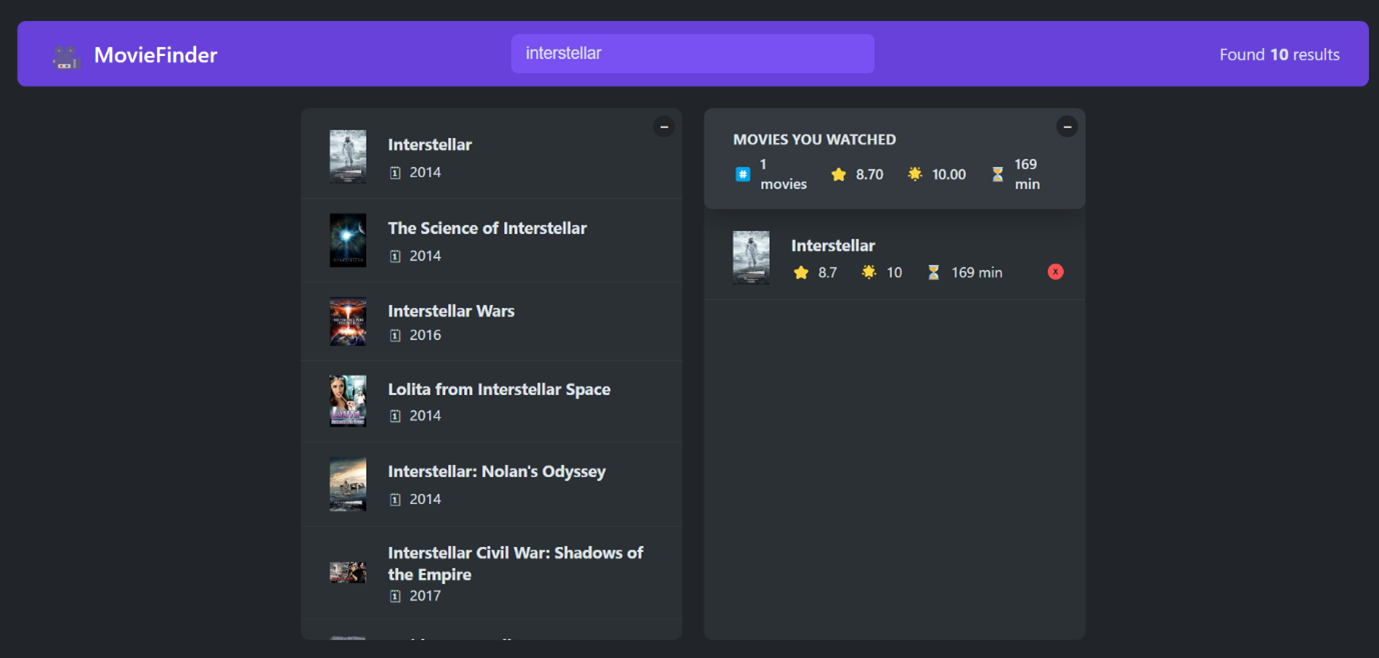 MovieFinder
interstellar
Found 10 results
Interstellar
2014
The Science of Interstellar
2014
Interstellar Wars
2016
Lolita from Interstellar Space
2014
Interstellar: Nolan's Odyssey
2014
Interstellar Civil War: Shadows of
the Empire
2017
MOVIES YOU WATCHED
1
movies
8.70
10.00
169
min
Interstellar
8.7
10
169 min
x